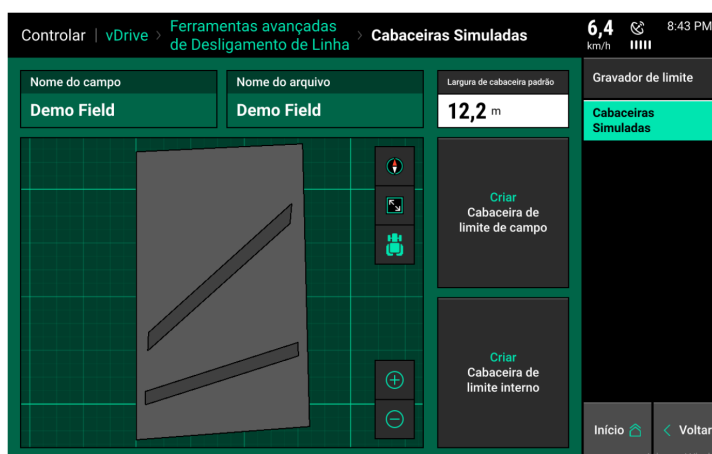 Controlar | vDrive > Ferramentas avançadas de Desligamento de Linha > Cabaceiras Simuladas
6,4
km/h
8:43 PM
Nome do campo
Demo Field
Nome do arquivo
Demo Field
Largura de cabaceira padrão
12,2 m
Gravador de limite
Cabaceiras
Simuladas
Criar
Cabaceira de
limite de campo
Criar
Cabaceira de
limite interno
Início
< Voltar